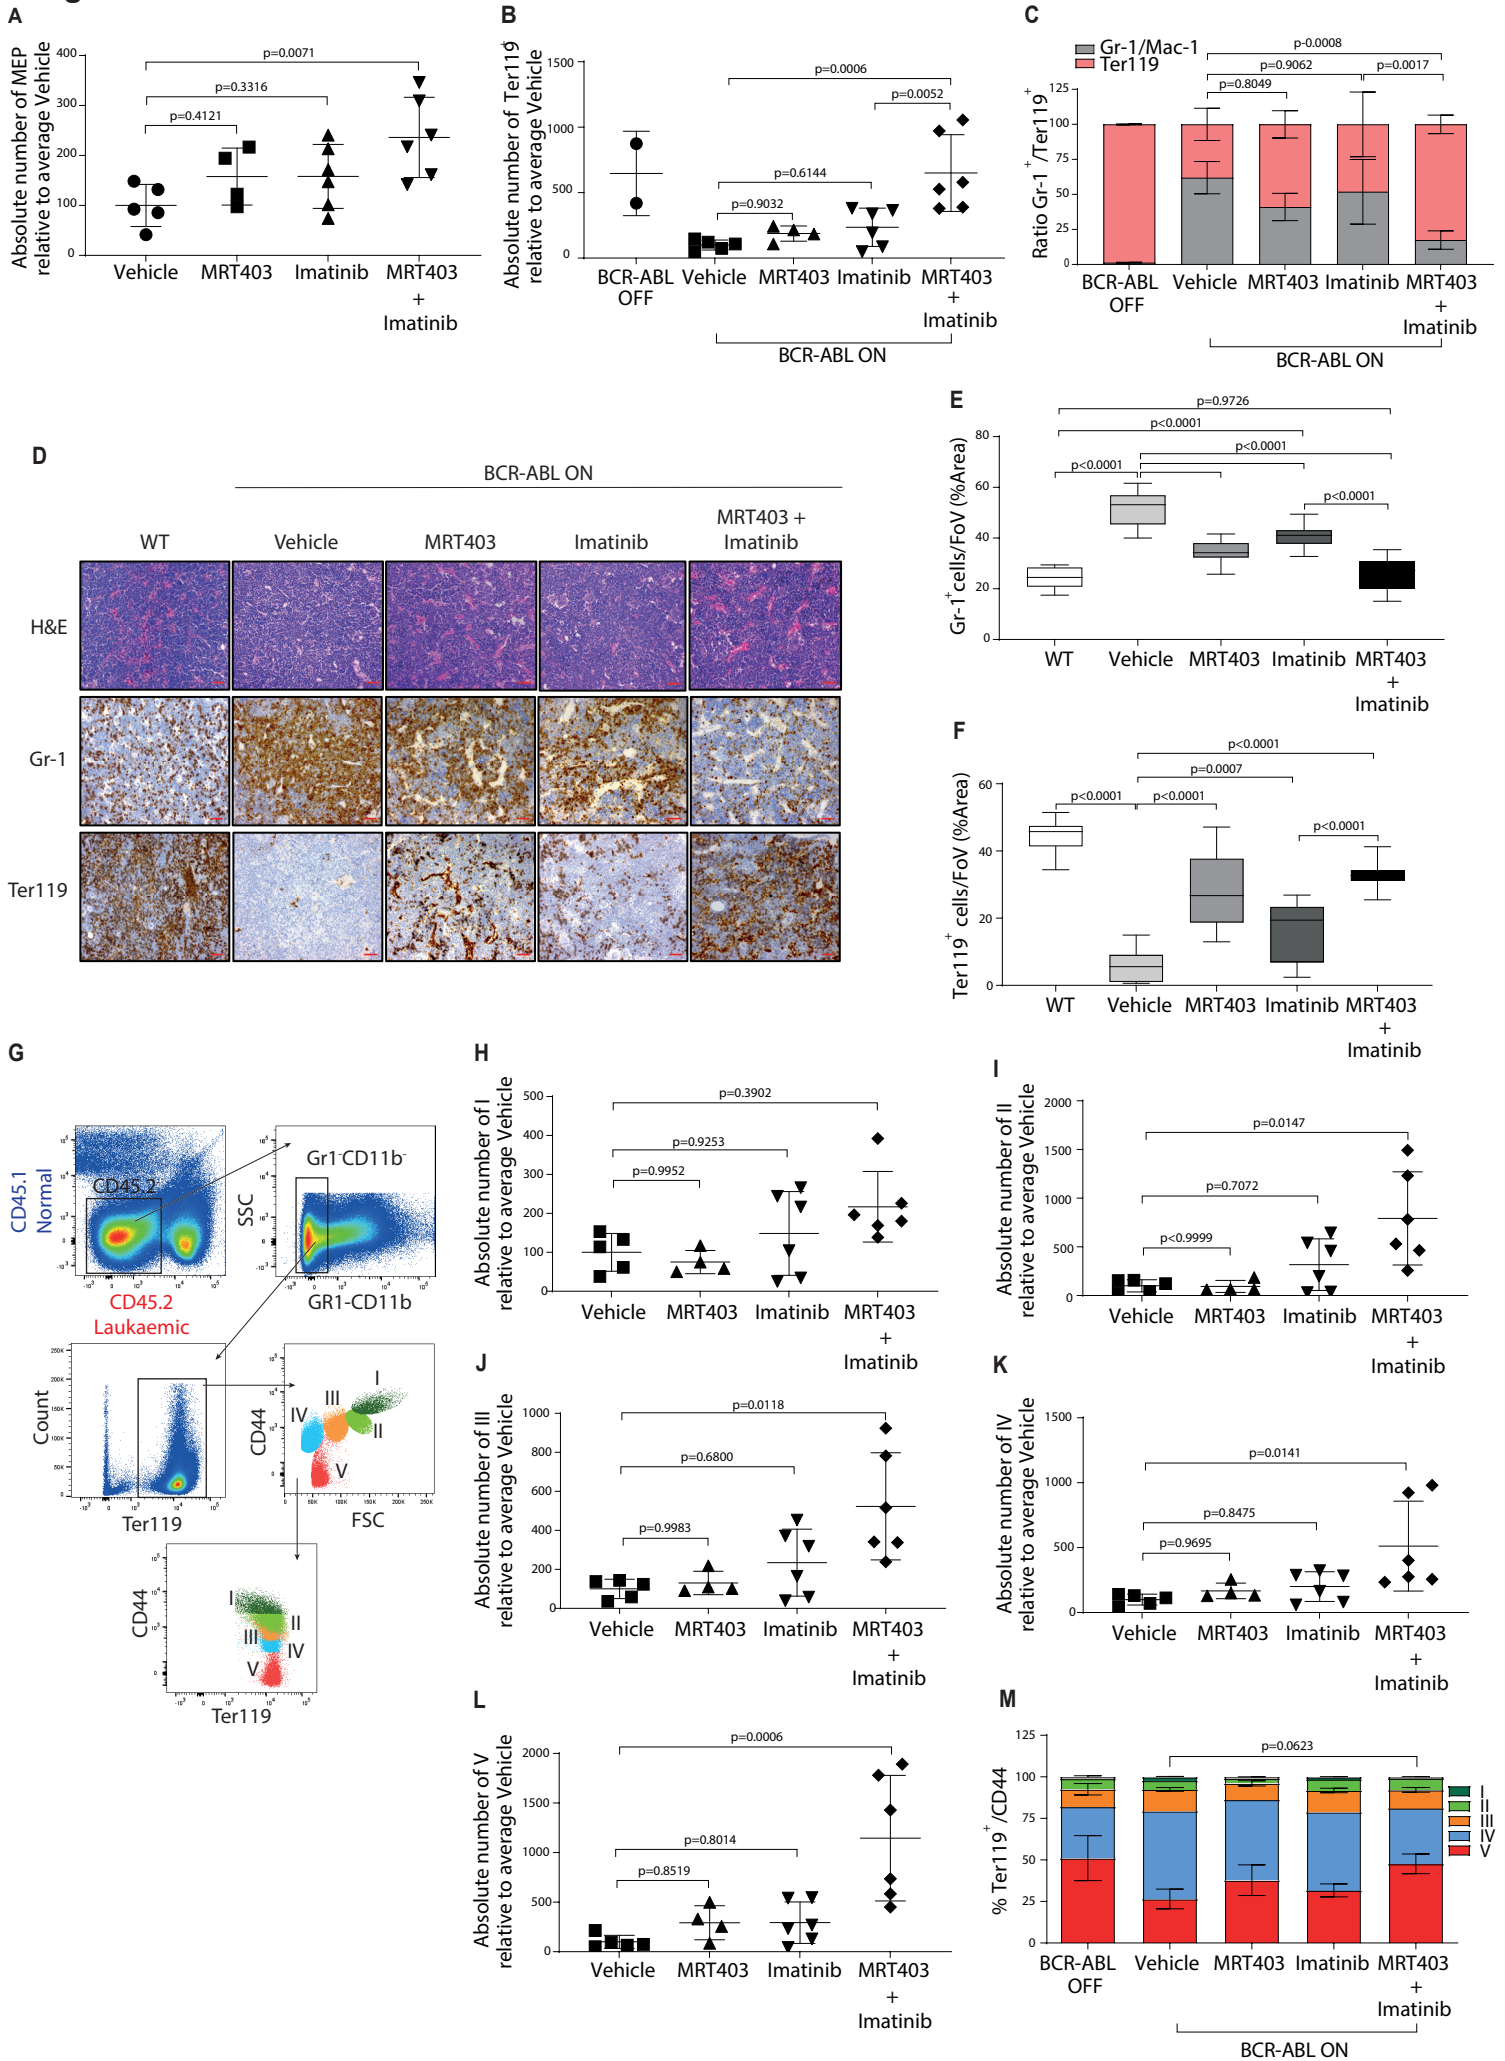 A
Absolute number of MEP
relative to average Vehicle
400
300
200
100
0
p=0.0071
p=0.3316
p=0.4121
Vehicle
MRT403
Imatinib
MRT403
+
Imatinib
B
Absolute number of Ter119+
relative to average Vehicle
1500
1000
500
0
p=0.0006
p=0.0052
p=0.6144
p=0.9032
BCR-ABL
OFF
Vehicle
MRT403
Imatinib
MRT403
+
Imatinib
BCR-ABL ON
C
Gr-1/Mac-1
Ter119
Ratio Gr-1+/Ter119+
125
100
75
50
25
0
p-0.0008
p=0.9062
p=0.0017
p=0.8049
BCR-ABL
OFF
Vehicle
MRT403
Imatinib
MRT403
+
Imatinib
BCR-ABL ON
D
BCR-ABL ON
WT
Vehicle
MRT403
Imatinib
MRT403 +
Imatinib
H&E
Gr-1
Ter119
E
Gr-1+cells/FoV (%Area)
80
60
40
20
0
p=0.9726
p<0.0001
p<0.0001
p<0.0001
p<0.0001
WT
Vehicle
MRT403
Imatinib
MRT403
+
Imatinib
F
Ter119+ cells/FoV (%Area)
60
40
20
0
p<0.0001
p=0.0007
p<0.0001
p<0.0001
p<0.0001
WT
Vehicle
MRT403
Imatinib
MRT403
+
Imatinib
G
CD45.1
Normal
CD45.2
CD45.2
Laukaemic
Gr1-CD11b-
SSC
GR1-CD11b
Count
250K
200K
150K
100K
50K
0
Ter119
CD44
I
II
III
IV
V
0
50K
100K
150K
200K
250K
FSC
CD44
I
II
III
IV
V
Ter119
H
Absolute number of I
relative to average Vehicle
500
400
300
200
100
0
p=0.3902
p=0.9253
p=0.9952
Vehicle
MRT403
Imatinib
MRT403
+
Imatinib
I
Absolute number of II
relative to average Vehicle
2000
1500
1000
500
0
p=0.0147
p=0.7072
p<0.9999
Vehicle
MRT403
Imatinib
MRT403
+
Imatinib
J
Absolute number of III
relative to average Vehicle
1000
800
600
400
200
0
p=0.0118
p=0.6800
p=0.9983
Vehicle
MRT403
Imatinib
MRT403
+
Imatinib
K
Absolute number of IV
relative to average Vehicle
1500
1000
500
0
p=0.0141
p=0.8475
p=0.9695
Vehicle
MRT403
Imatinib
MRT403
+
Imatinib
L
Absolute number of V
relative to average Vehicle
2000
1500
1000
500
0
p=0.0006
p=0.8014
p=0.8519
Vehicle
MRT403
Imatinib
MRT403
+
Imatinib
M
% Ter119+/CD44
125
100
75
50
25
0
p=0.0623
I
II
III
IV
V
BCR-ABL
OFF
Vehicle
MRT403
Imatinib
MRT403
+
Imatinib
BCR-ABL ON